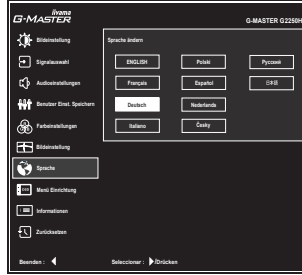 iiyama
G-MASTER
G-MASTER G2250H
Bildeinstellung
Sprache ändern
Signalauswahl
ENGLISH
Polski
Русский
Audioeinstellungen
Français
Español
日本語
Benutzer Einst. Speichern
Deutsch
Nederlands
Farbeinstellungen
Italiano
Česky
Bildeinstellung
Sprache
OSD
Menü Einrichtung
Informationen
Zurücksetzen
Beenden :
Seleccionar : /Drücken